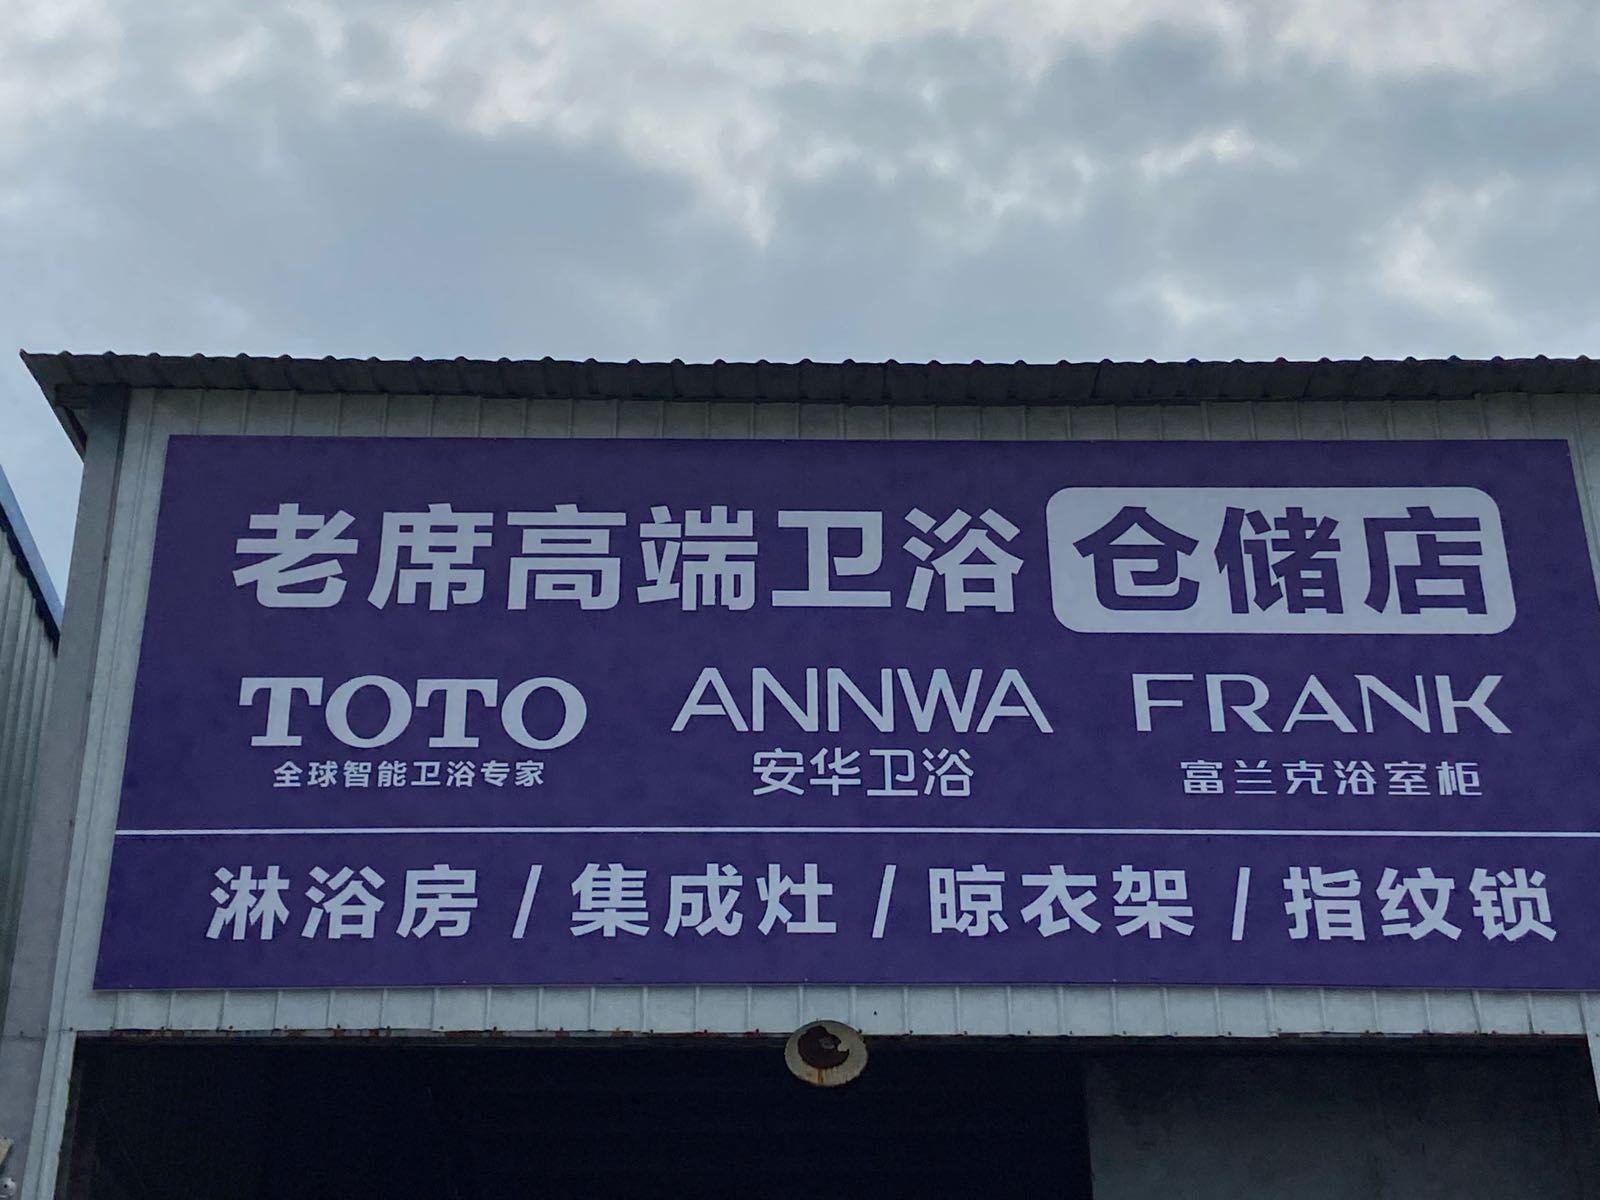 老席高端卫浴 仓储店
TOTO ANNWA FRANK
全球智能卫浴专家 安华卫浴 富兰克浴室柜
淋浴房 / 集成灶 / 晾衣架 / 指纹锁